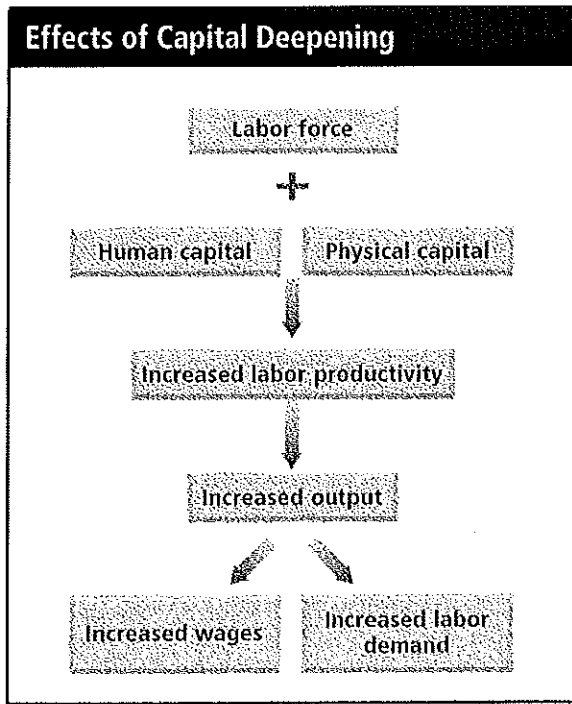 Effects of Capital Deepening
Labor force
+
Human capital
Physical capital
Increased labor productivity
Increased output
Increased wages
Increased labor
demand